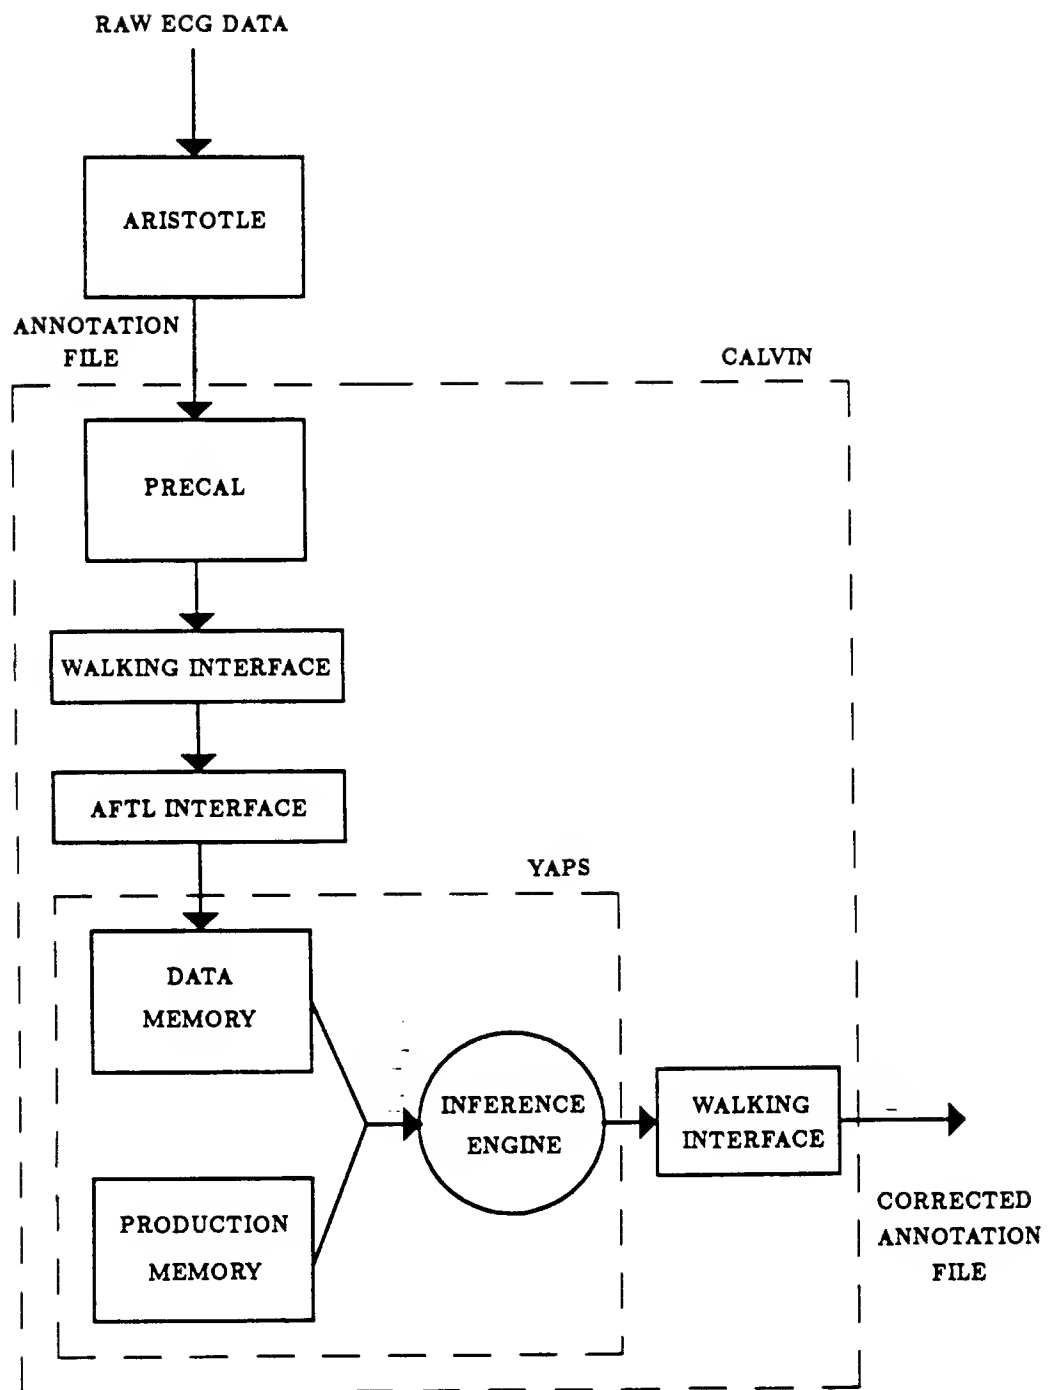 RAW ECG DATA
ARISTOTLE
ANNOTATION
FILE
CALVIN
PRECAL
WALKING INTERFACE
AFTL INTERFACE
YAPS
DATA
MEMORY
INFERENCE
ENGINE
WALKING
INTERFACE
PRODUCTION
MEMORY
CORRECTED
ANNOTATION
FILE